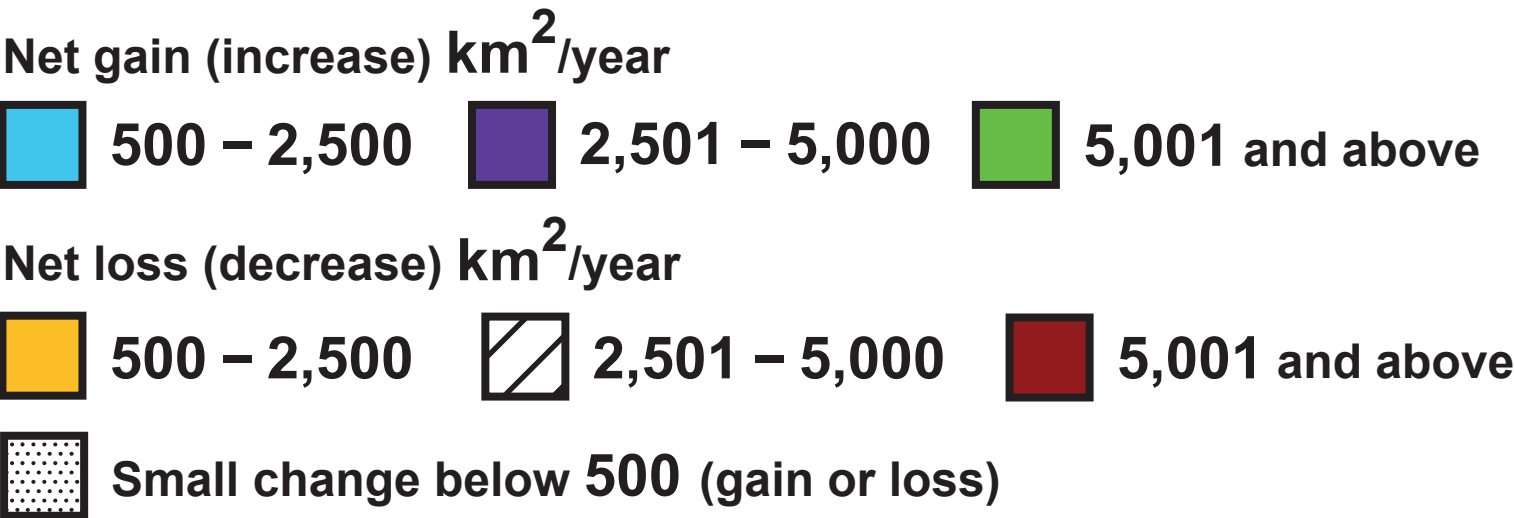 Net gain (increase) km²/year
500 – 2,500 2,501 – 5,000 5,001 and above
Net loss (decrease) km²/year
500 – 2,500 2,501 – 5,000 5,001 and above
Small change below 500 (gain or loss)